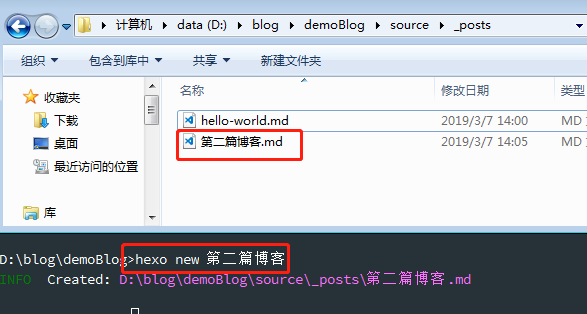 计算机 data (D:) blog demoBlog source _posts
组织 包含到库中 共享 新建文件夹
名称 修改日期 类型
收藏夹
下载
桌面
最近访问的位置
库
hello-world.md 2019/3/7 14:00 MD
第二篇博客.md 2019/3/7 14:05 MD
D:\blog\demoBlog>hexo new 第二篇博客
INFO Created: D:\blog\demoBlog\source\_posts\第二篇博客.md